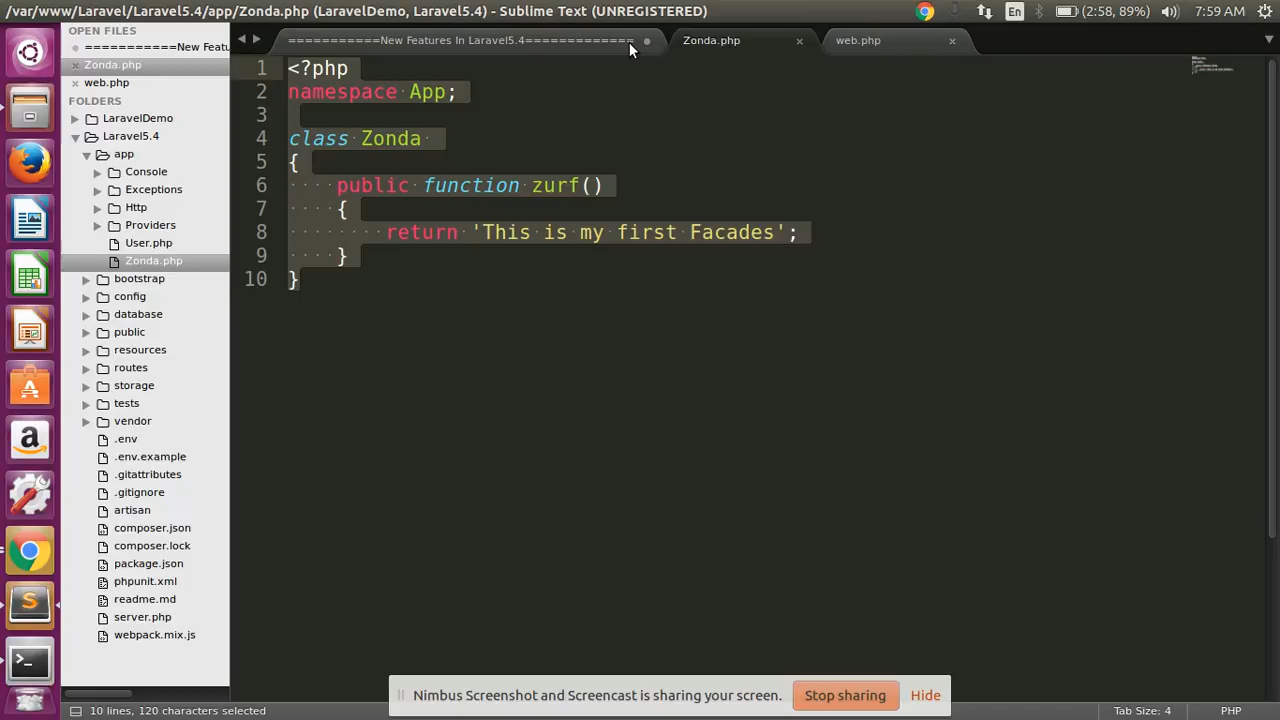 /var/www/Laravel/Laravel5.4/app/Zonda.php (LaravelDemo, Laravel5.4) - Sublime Text (UNREGISTERED)
En
(2:58, 89%)
7:59 AM
OPEN FILES
===========New Featu
Zonda.php
web.php
FOLDERS
LaravelDemo
Laravel5.4
app
Console
Exceptions
Http
Providers
User.php
Zonda.php
bootstrap
config
database
public
resources
routes
storage
tests
vendor
.env
.env.example
.gitattributes
.gitignore
artisan
composer.json
composer.lock
package.json
phpunit.xml
readme.md
server.php
webpack.mix.js
===========New Features In Laravel5.4=============
Zonda.php
web.php
1 <?php
2 namespace App;
3
4 class Zonda
5 {
6 public function zurf()
7 {
8 return 'This is my first Facades';
9 }
10 }
Nimbus Screenshot and Screencast is sharing your screen.
Stop sharing
Hide
10 lines, 120 characters selected
Tab Size: 4
PHP